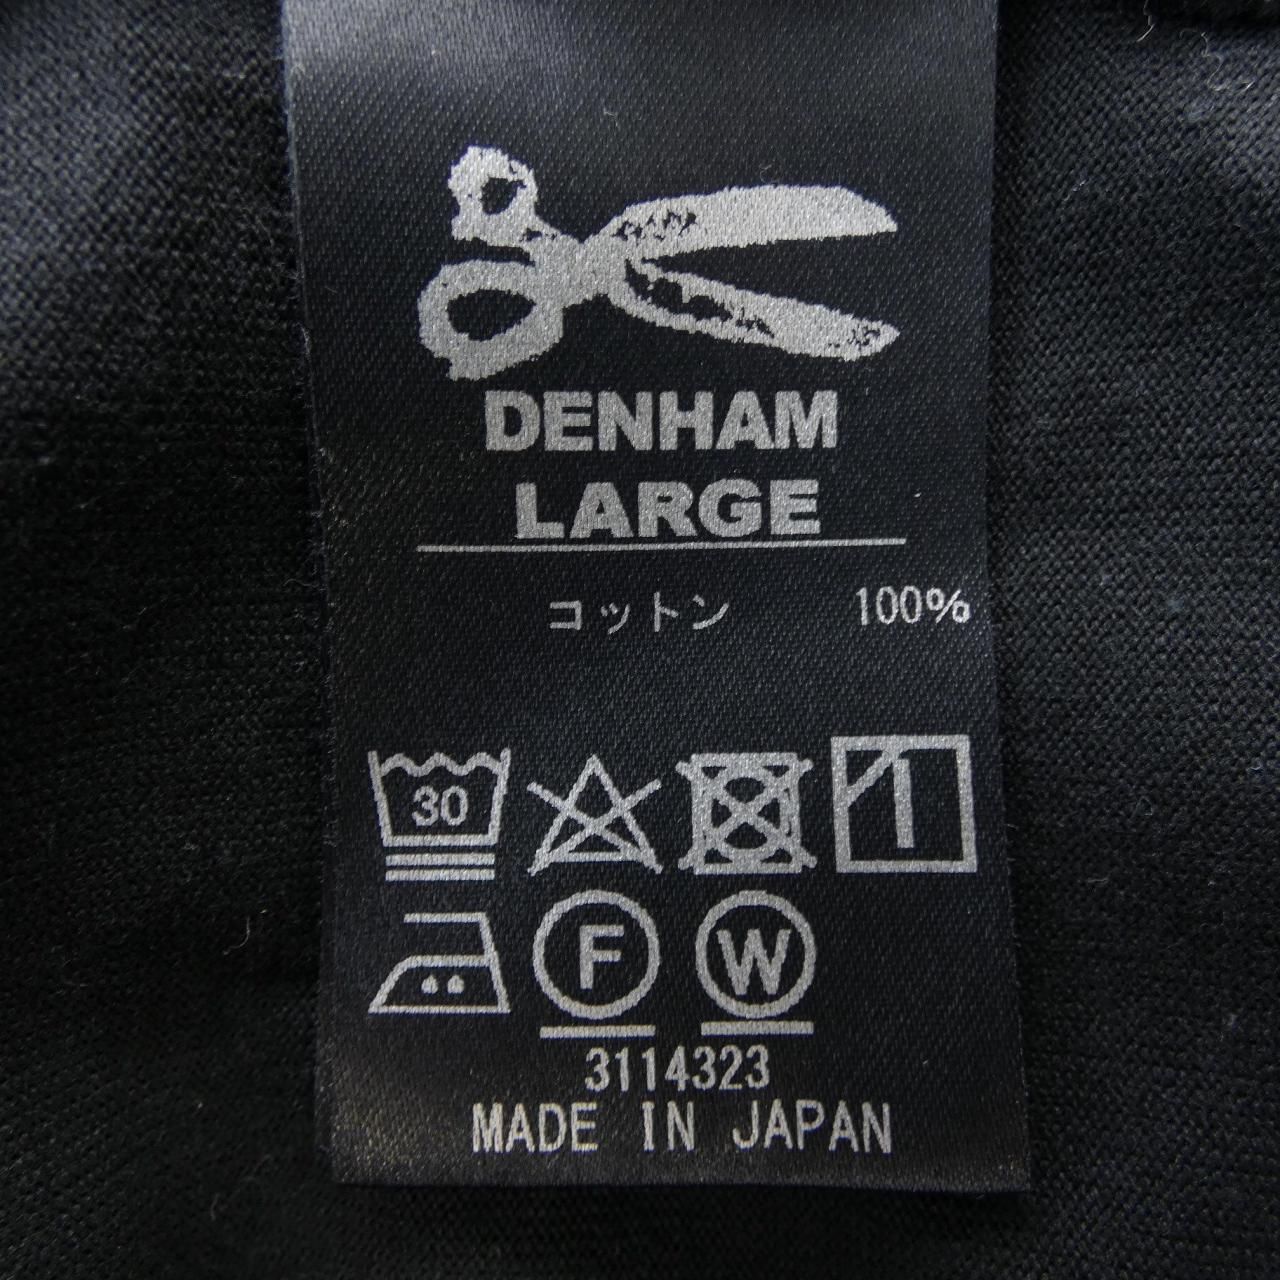 DENHAM
LARGE
コットン 100%
30
F W
3114323
MADE IN JAPAN